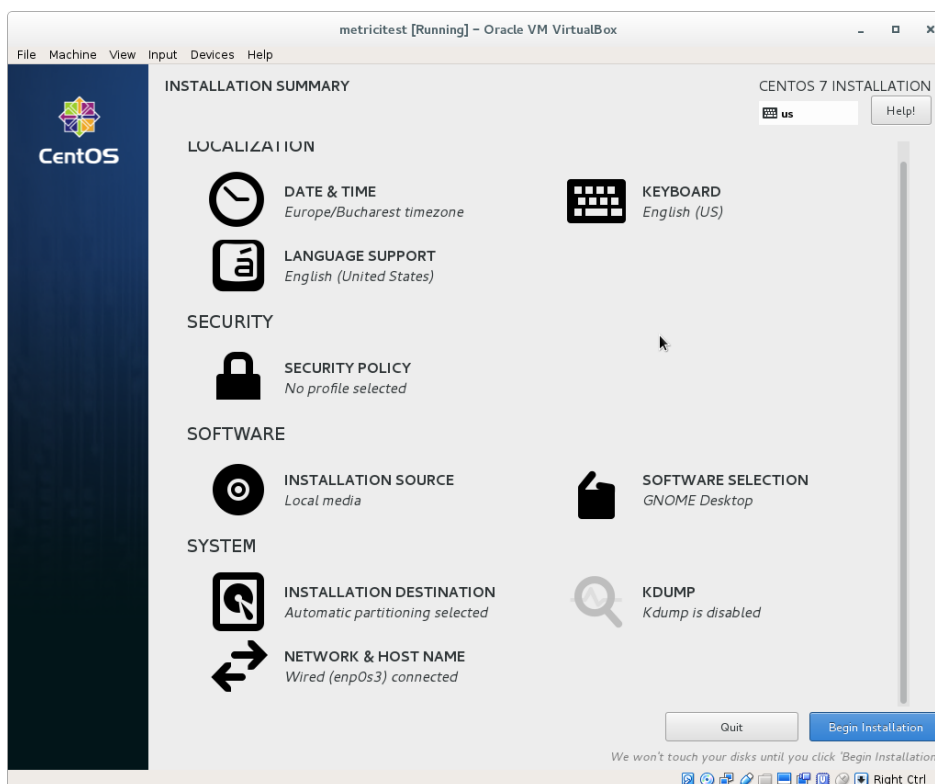 metricitest [Running] – Oracle VM VirtualBox
File Machine View Input Devices Help
INSTALLATION SUMMARY
CENTOS 7 INSTALLATION
us
Help!
CentOS
LOCALIZATION
DATE & TIME
Europe/Bucharest timezone
KEYBOARD
English (US)
LANGUAGE SUPPORT
English (United States)
SECURITY
SECURITY POLICY
No profile selected
SOFTWARE
INSTALLATION SOURCE
Local media
SOFTWARE SELECTION
GNOME Desktop
SYSTEM
INSTALLATION DESTINATION
Automatic partitioning selected
KDUMP
Kdump is disabled
NETWORK & HOST NAME
Wired (enp0s3) connected
Quit
Begin Installation
We won't touch your disks until you click 'Begin Installation
Right Ctrl